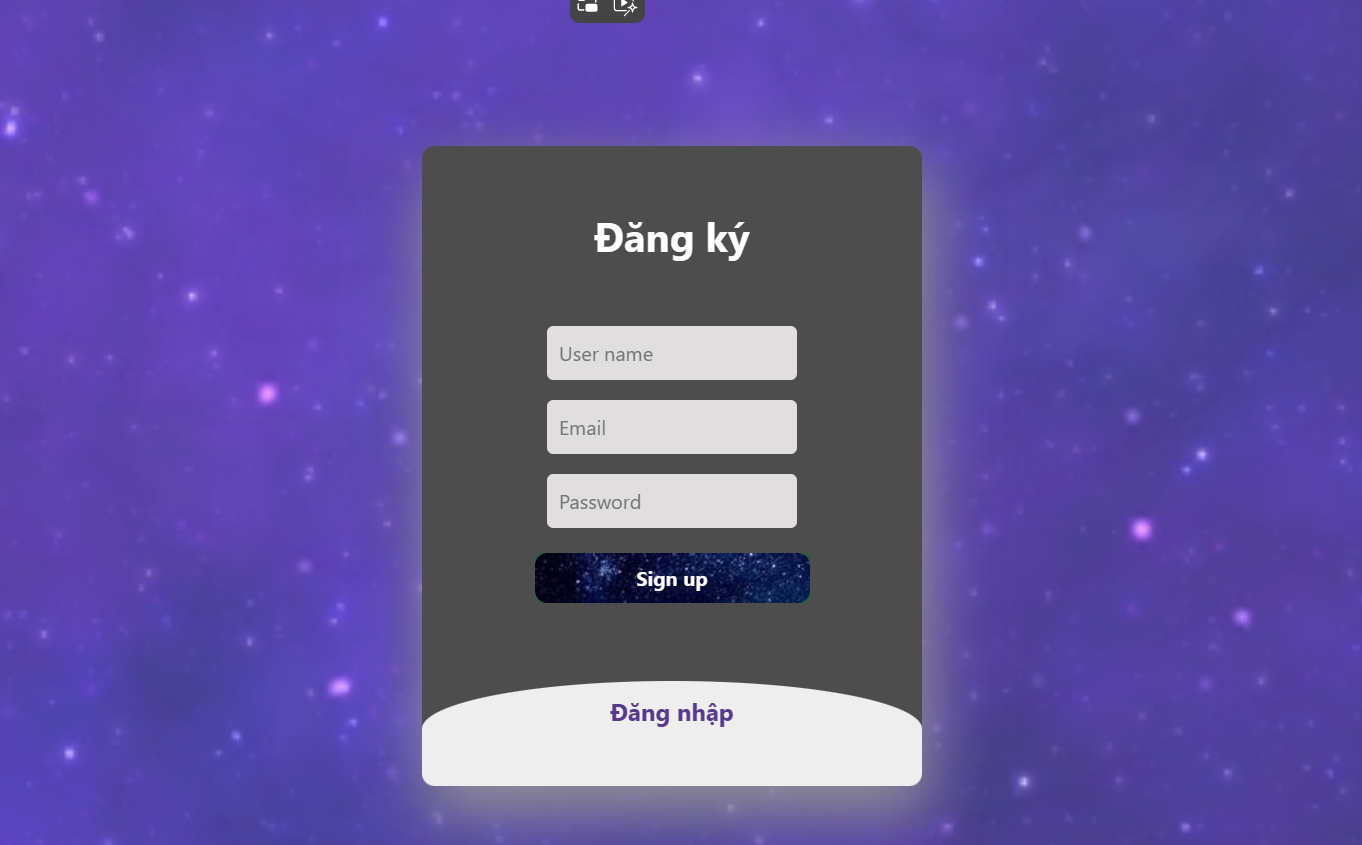 Đăng ký
User name
Email
Password
Sign up
Đăng nhập